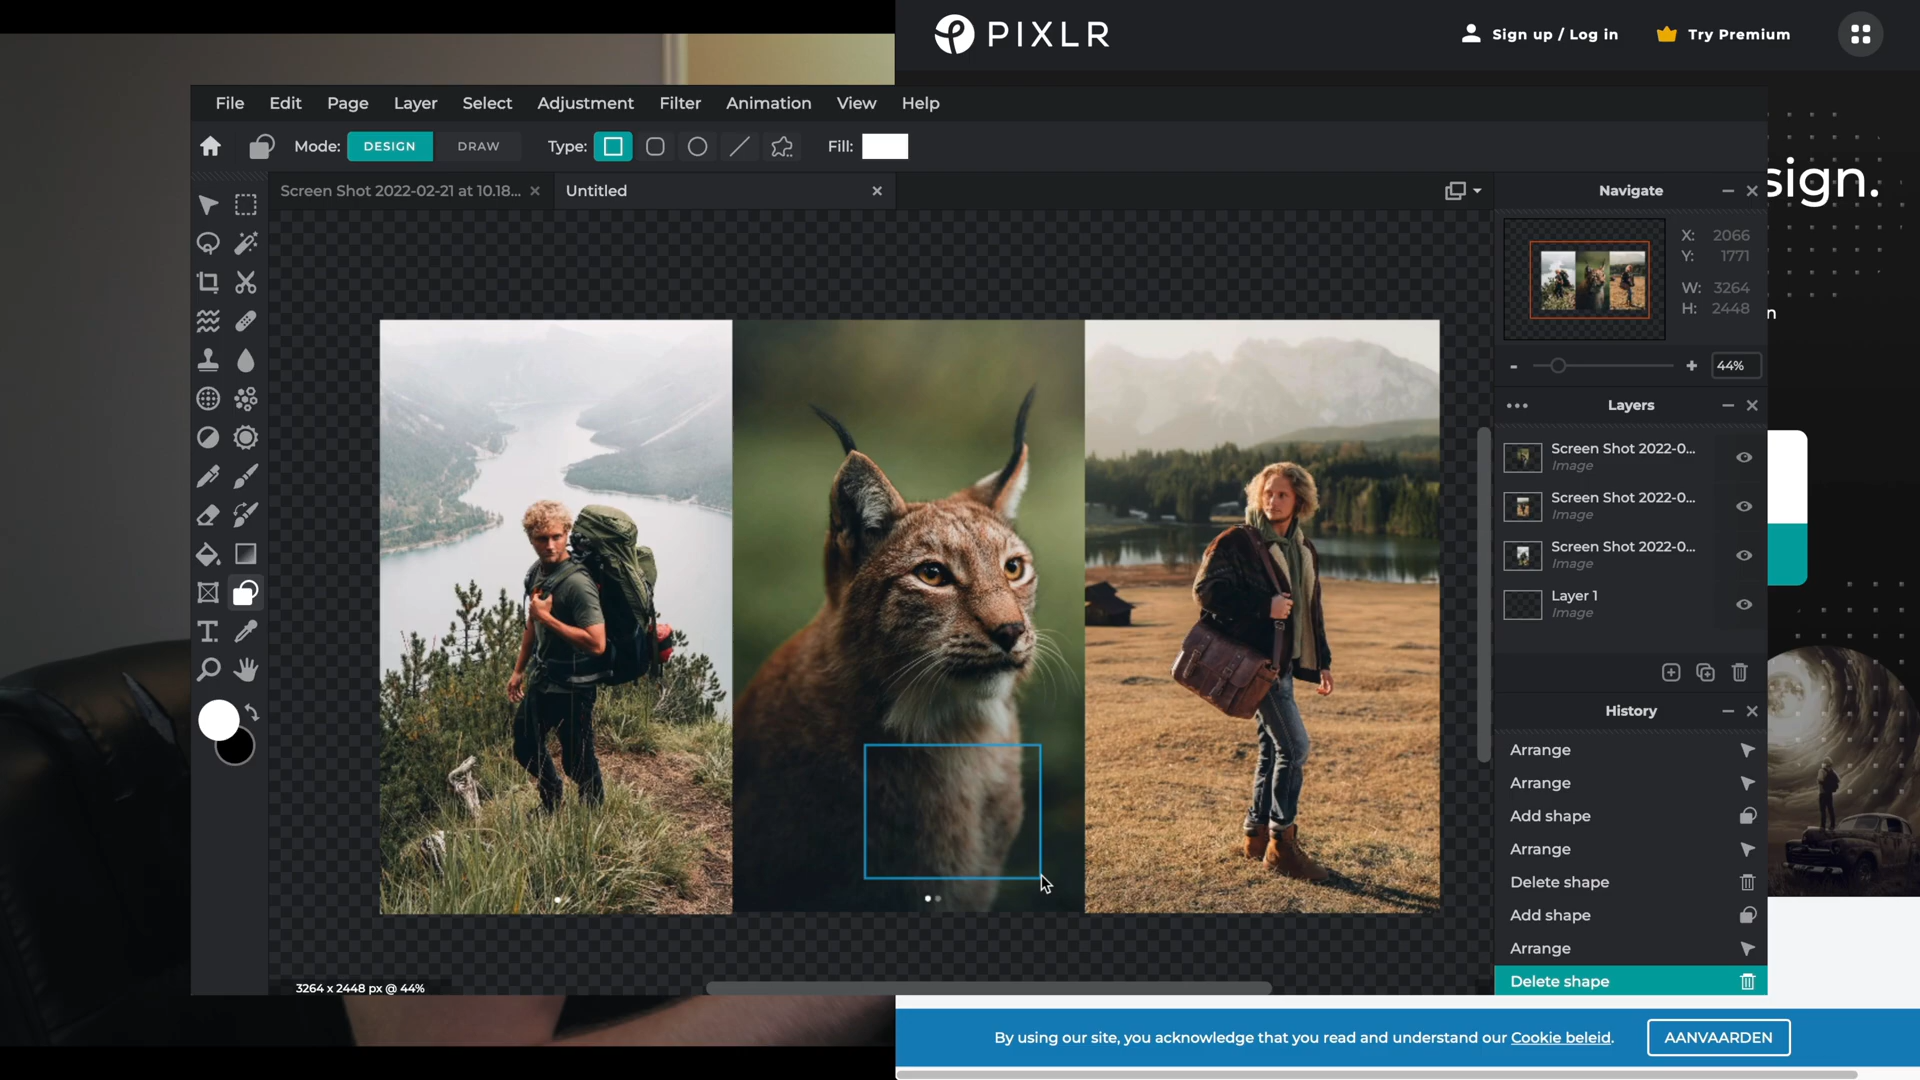 PIXLR
Sign up / Log in
Try Premium
File Edit Page Layer Select Adjustment Filter Animation View Help
Mode: DESIGN DRAW Type: Fill:
Screen Shot 2022-02-21 at 10.18...
Untitled
Navigate
sign.
X: 2066
Y: 1771
W: 3264
H: 2448
n
- + 44%
Layers
Screen Shot 2022-0...
Image
Screen Shot 2022-0...
Image
Screen Shot 2022-0...
Image
Layer 1
Image
History
Arrange
Arrange
Add shape
Arrange
Delete shape
Add shape
Arrange
Delete shape
3264 x 2448 px @ 44%
By using our site, you acknowledge that you read and understand our Cookie beleid.
AANVAARDEN